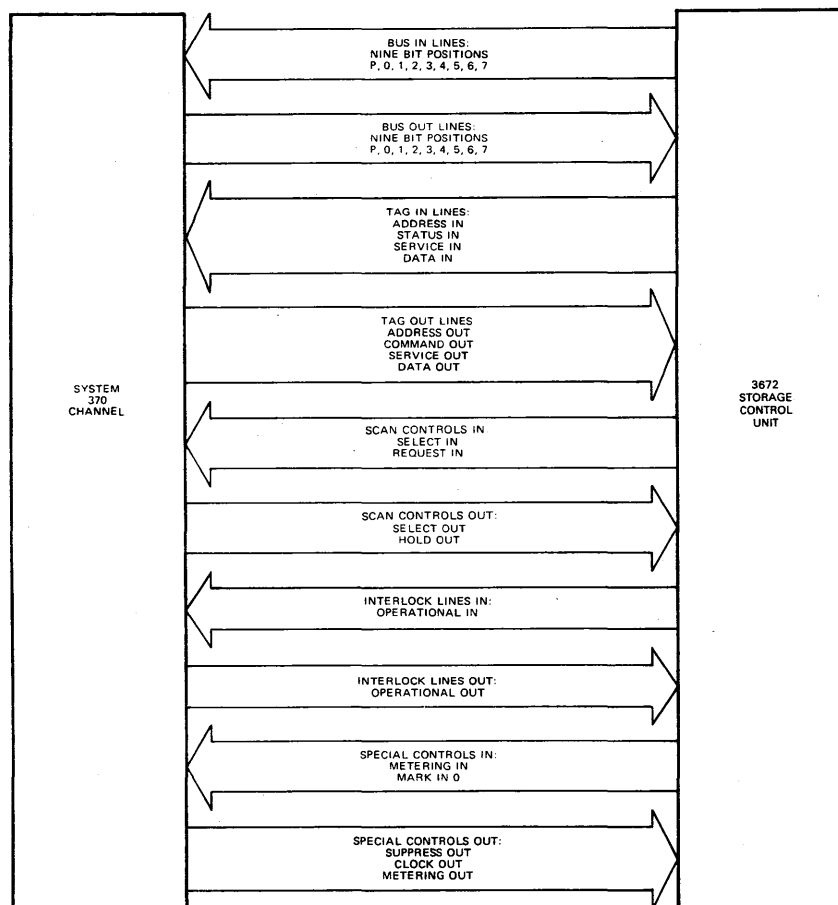 BUS IN LINES:
NINE BIT POSITIONS
P, 0, 1, 2, 3, 4, 5, 6, 7
BUS OUT LINES:
NINE BIT POSITIONS
P, 0, 1, 2, 3, 4, 5, 6, 7
TAG IN LINES:
ADDRESS IN
STATUS IN
SERVICE IN
DATA IN
TAG OUT LINES
ADDRESS OUT
COMMAND OUT
SERVICE OUT
DATA OUT
SYSTEM
370
CHANNEL
3672
STORAGE
CONTROL
UNIT
SCAN CONTROLS IN:
SELECT IN
REQUEST IN
SCAN CONTROLS OUT:
SELECT OUT
HOLD OUT
INTERLOCK LINES IN:
OPERATIONAL IN
INTERLOCK LINES OUT:
OPERATIONAL OUT
SPECIAL CONTROLS IN:
METERING IN
MARK IN 0
SPECIAL CONTROLS OUT:
SUPPRESS OUT
CLOCK OUT
METERING OUT